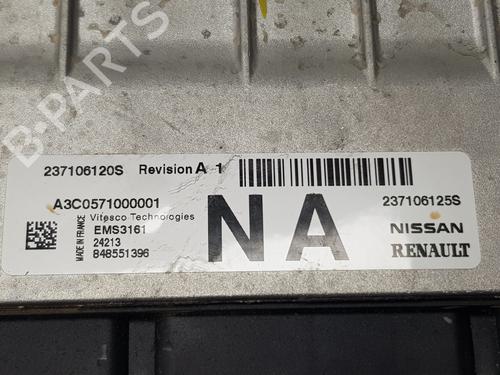 B-PARTS
237106120S Revision A 1
A3C0571000001
Vitesco Technologies
EMS3161
24213
848551396
MADE IN FRANCE
NA
237106125S
NISSAN
RENAULT